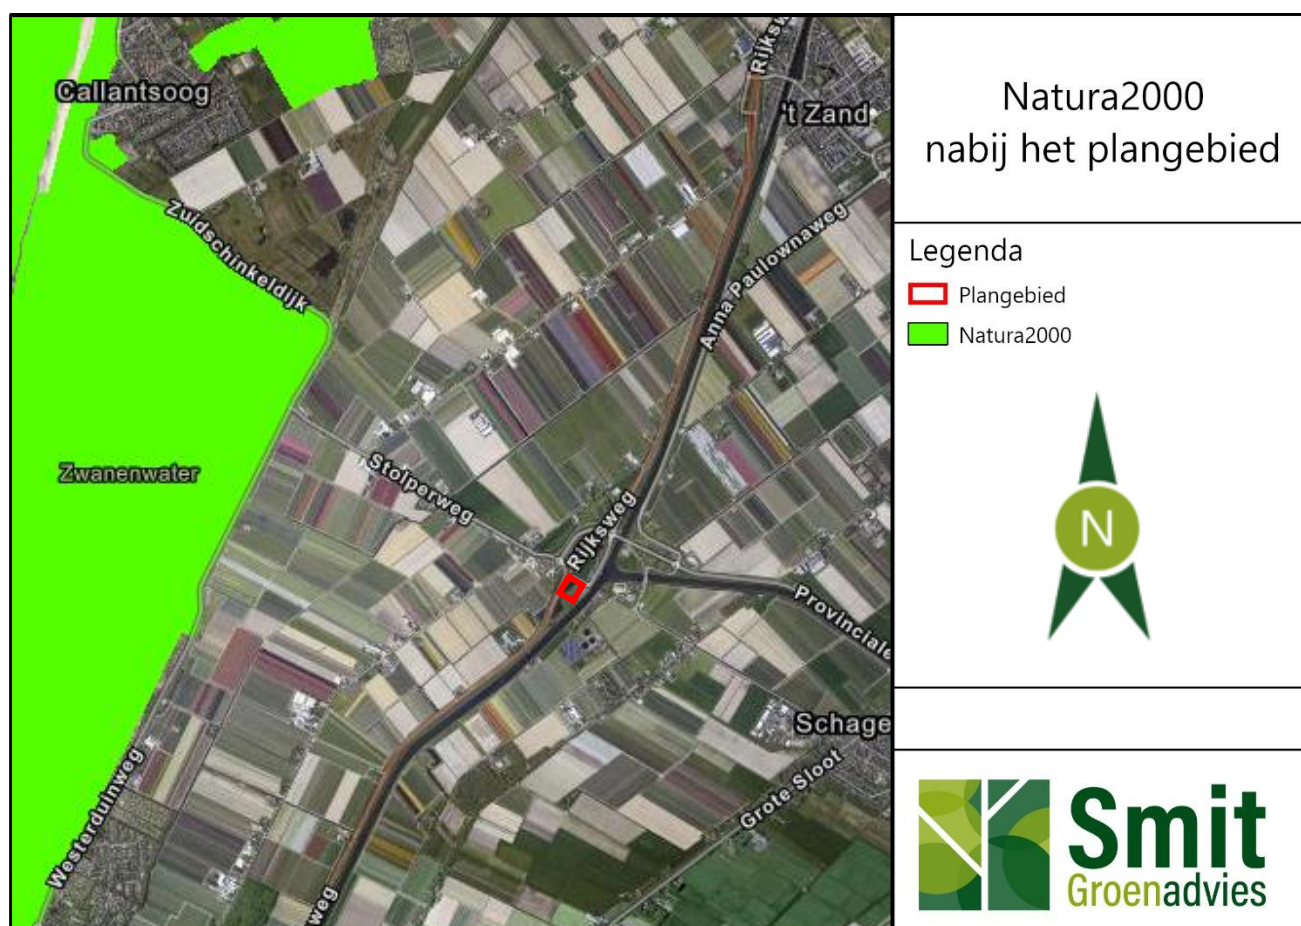 Natura2000
nabij het plangebied
Legenda
Plangebied
Natura2000
N
Smit
Groenadvies
Callantsoog
't Zand
Rijksw
Zuidschinkeldijk
Anna Paulownaweg
Zwanenwater
Stolperweg
Rijksweg
Provinciale
Schage
Grote Sloot
Westerduinweg
weg